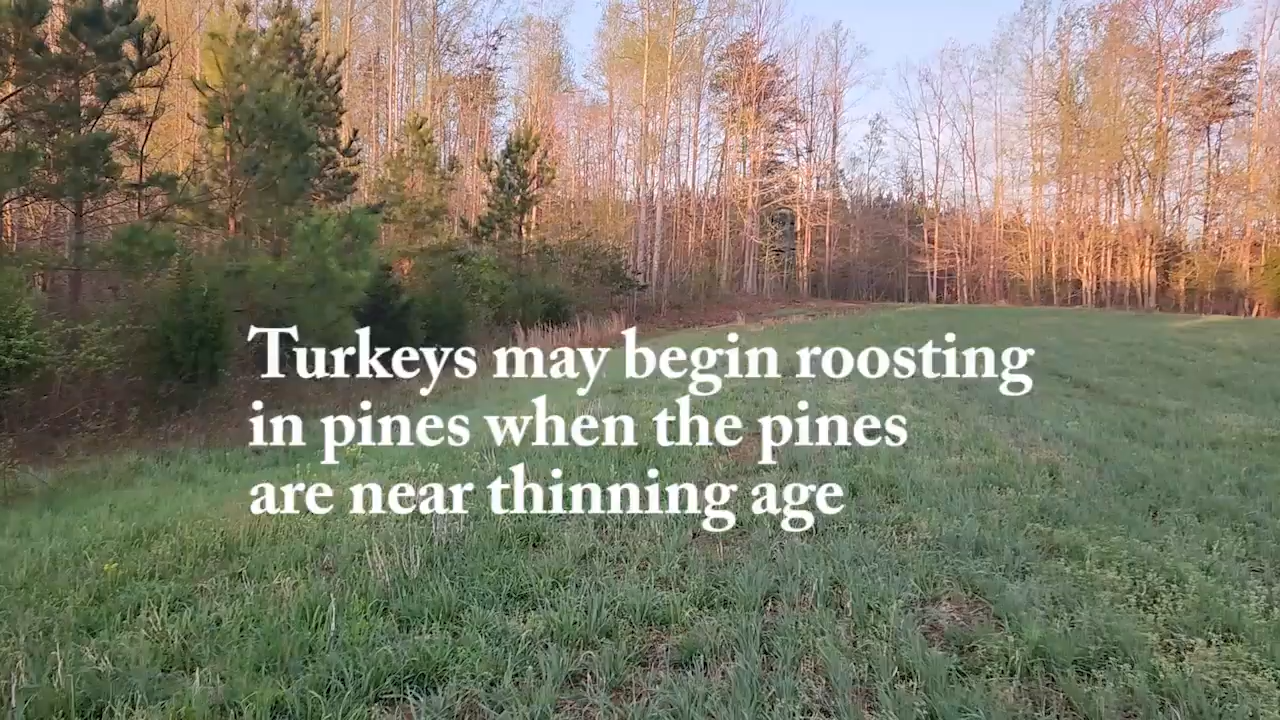 Turkeys may begin roosting
in pines when the pines
are near thinning age